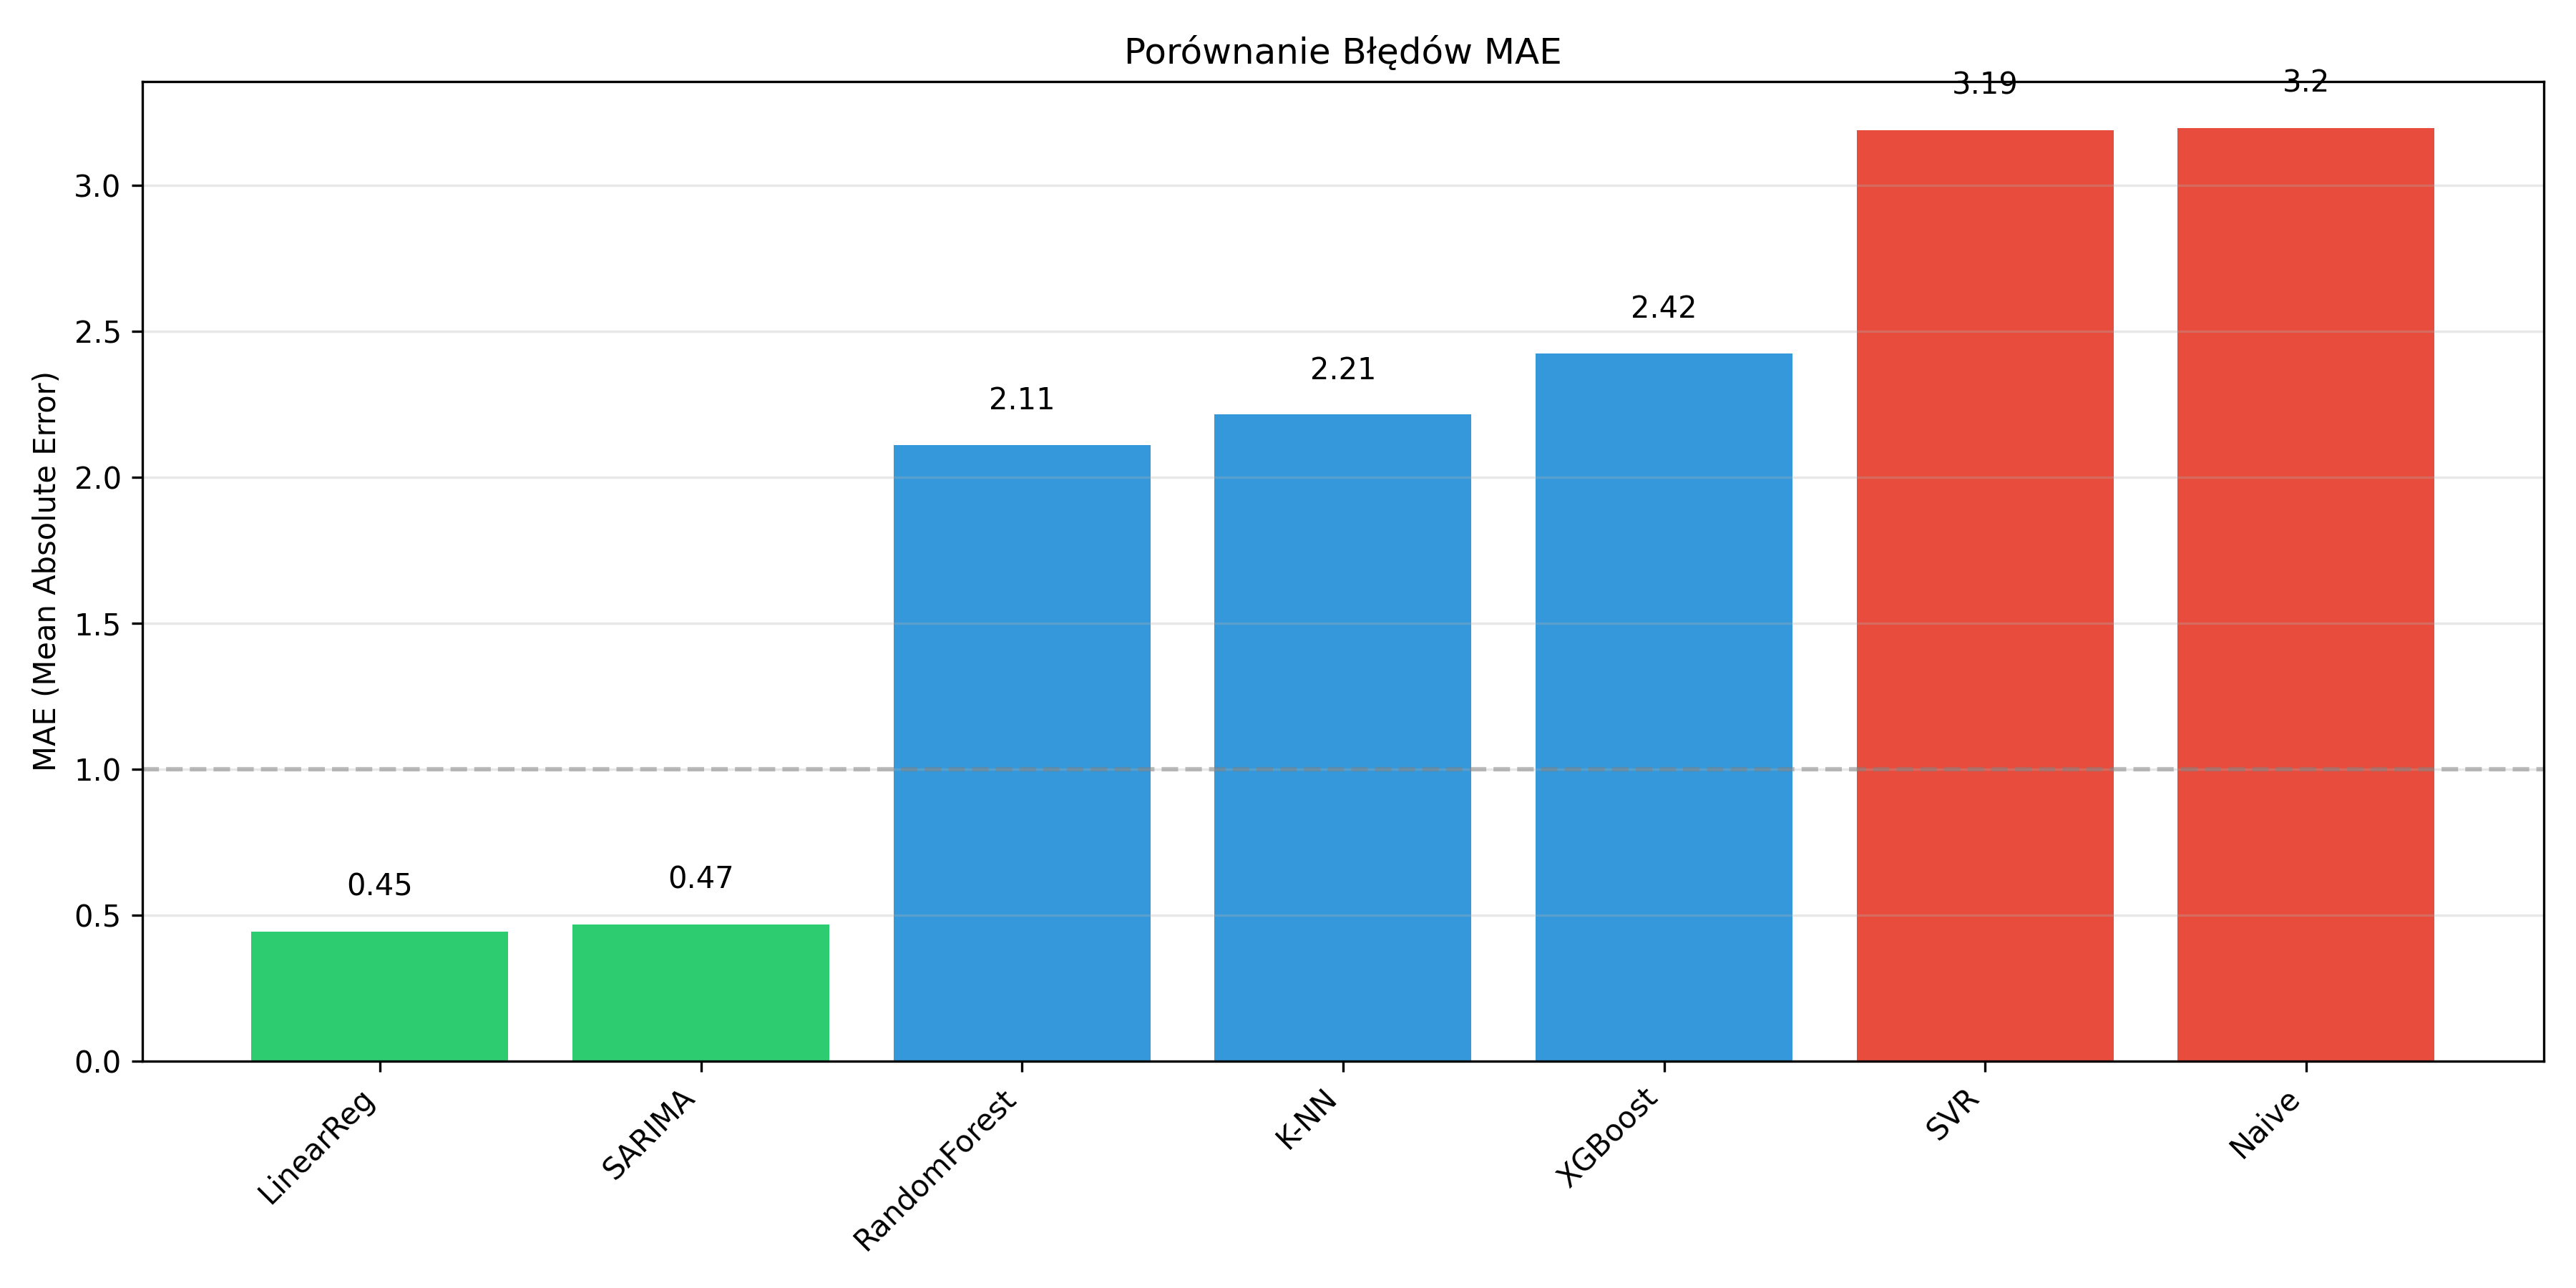 Porównanie Błędów MAE
MAE (Mean Absolute Error)
3.0
2.5
2.0
1.5
1.0
0.5
0.0
0.45
0.47
2.11
2.21
2.42
3.19
3.2
LinearReg
SARIMA
RandomForest
K-NN
XGBoost
SVR
Naive